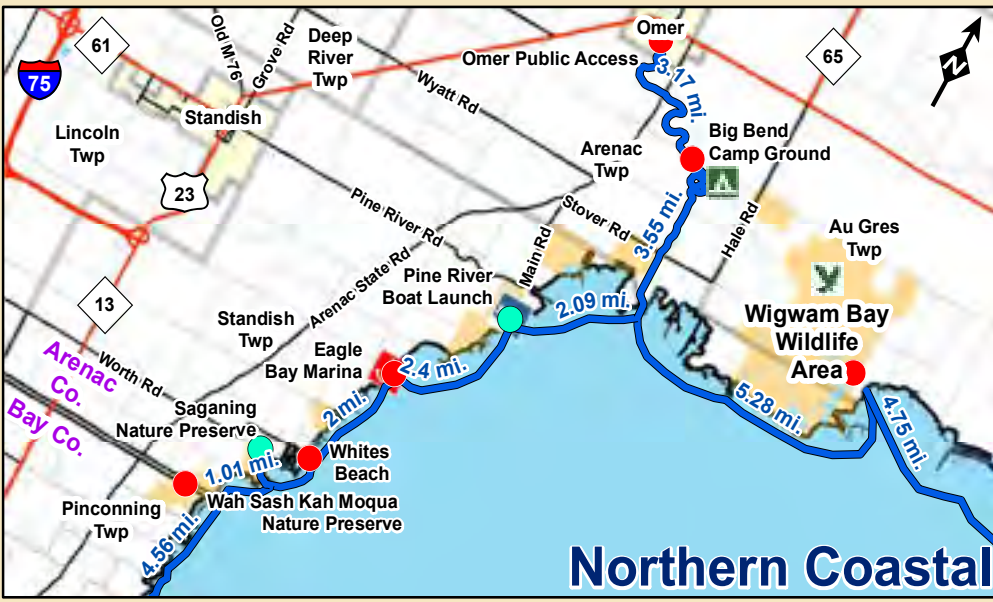 Omer
61
Old M-76
Grove Rd
Deep
River
Twp
Omer Public Access
65
N
75
3.17 mi.
Wyatt Rd
Standish
Lincoln
Twp
Big Bend
Camp Ground
Arenac
Twp
23
Pine River Rd
Stover Rd
Hale Rd
3.55 mi.
Au Gres
Twp
Main Rd
Arenac State Rd
Pine River
Boat Launch
13
2.09 mi.
Wigwam Bay
Wildlife
Area
Standish
Twp
Eagle
Bay Marina
2.4 mi.
Arenac
Co.
Worth Rd
Bay Co.
Saganing
Nature Preserve
2 mi.
5.28 mi.
4.75 mi.
Whites
Beach
1.01 mi.
Wah Sash Kah Moqua
Nature Preserve
Pinconning
Twp
4.56 mi.
Northern Coastal